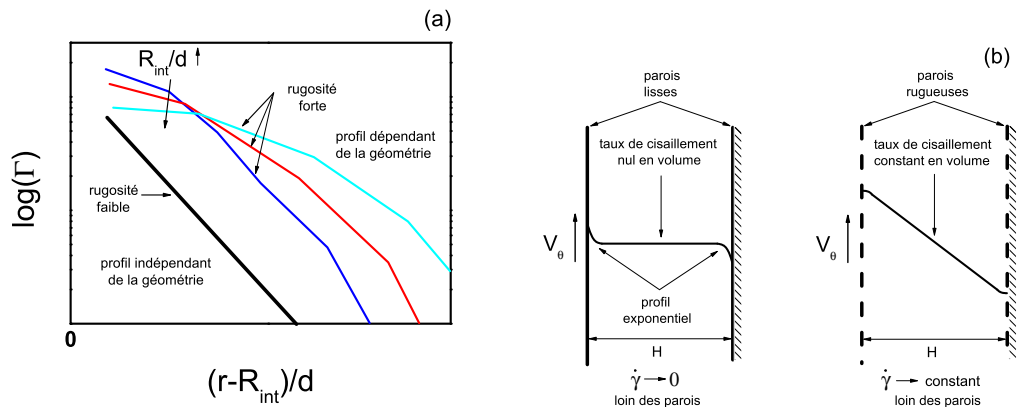 (a)
R_int/d ↑
rugosité
forte
profil dépendant
de la géométrie
rugosité
faible
profil indépendant
de la géométrie
log(Γ)
0
(r-R_int)/d
(b)
parois
lisses
taux de cisaillement
nul en volume
V_θ
profil
exponentiel
H
γ̇ → 0
loin des parois
parois
rugueuses
taux de cisaillement
constant en volume
V_θ
H
γ̇ → constant
loin des parois